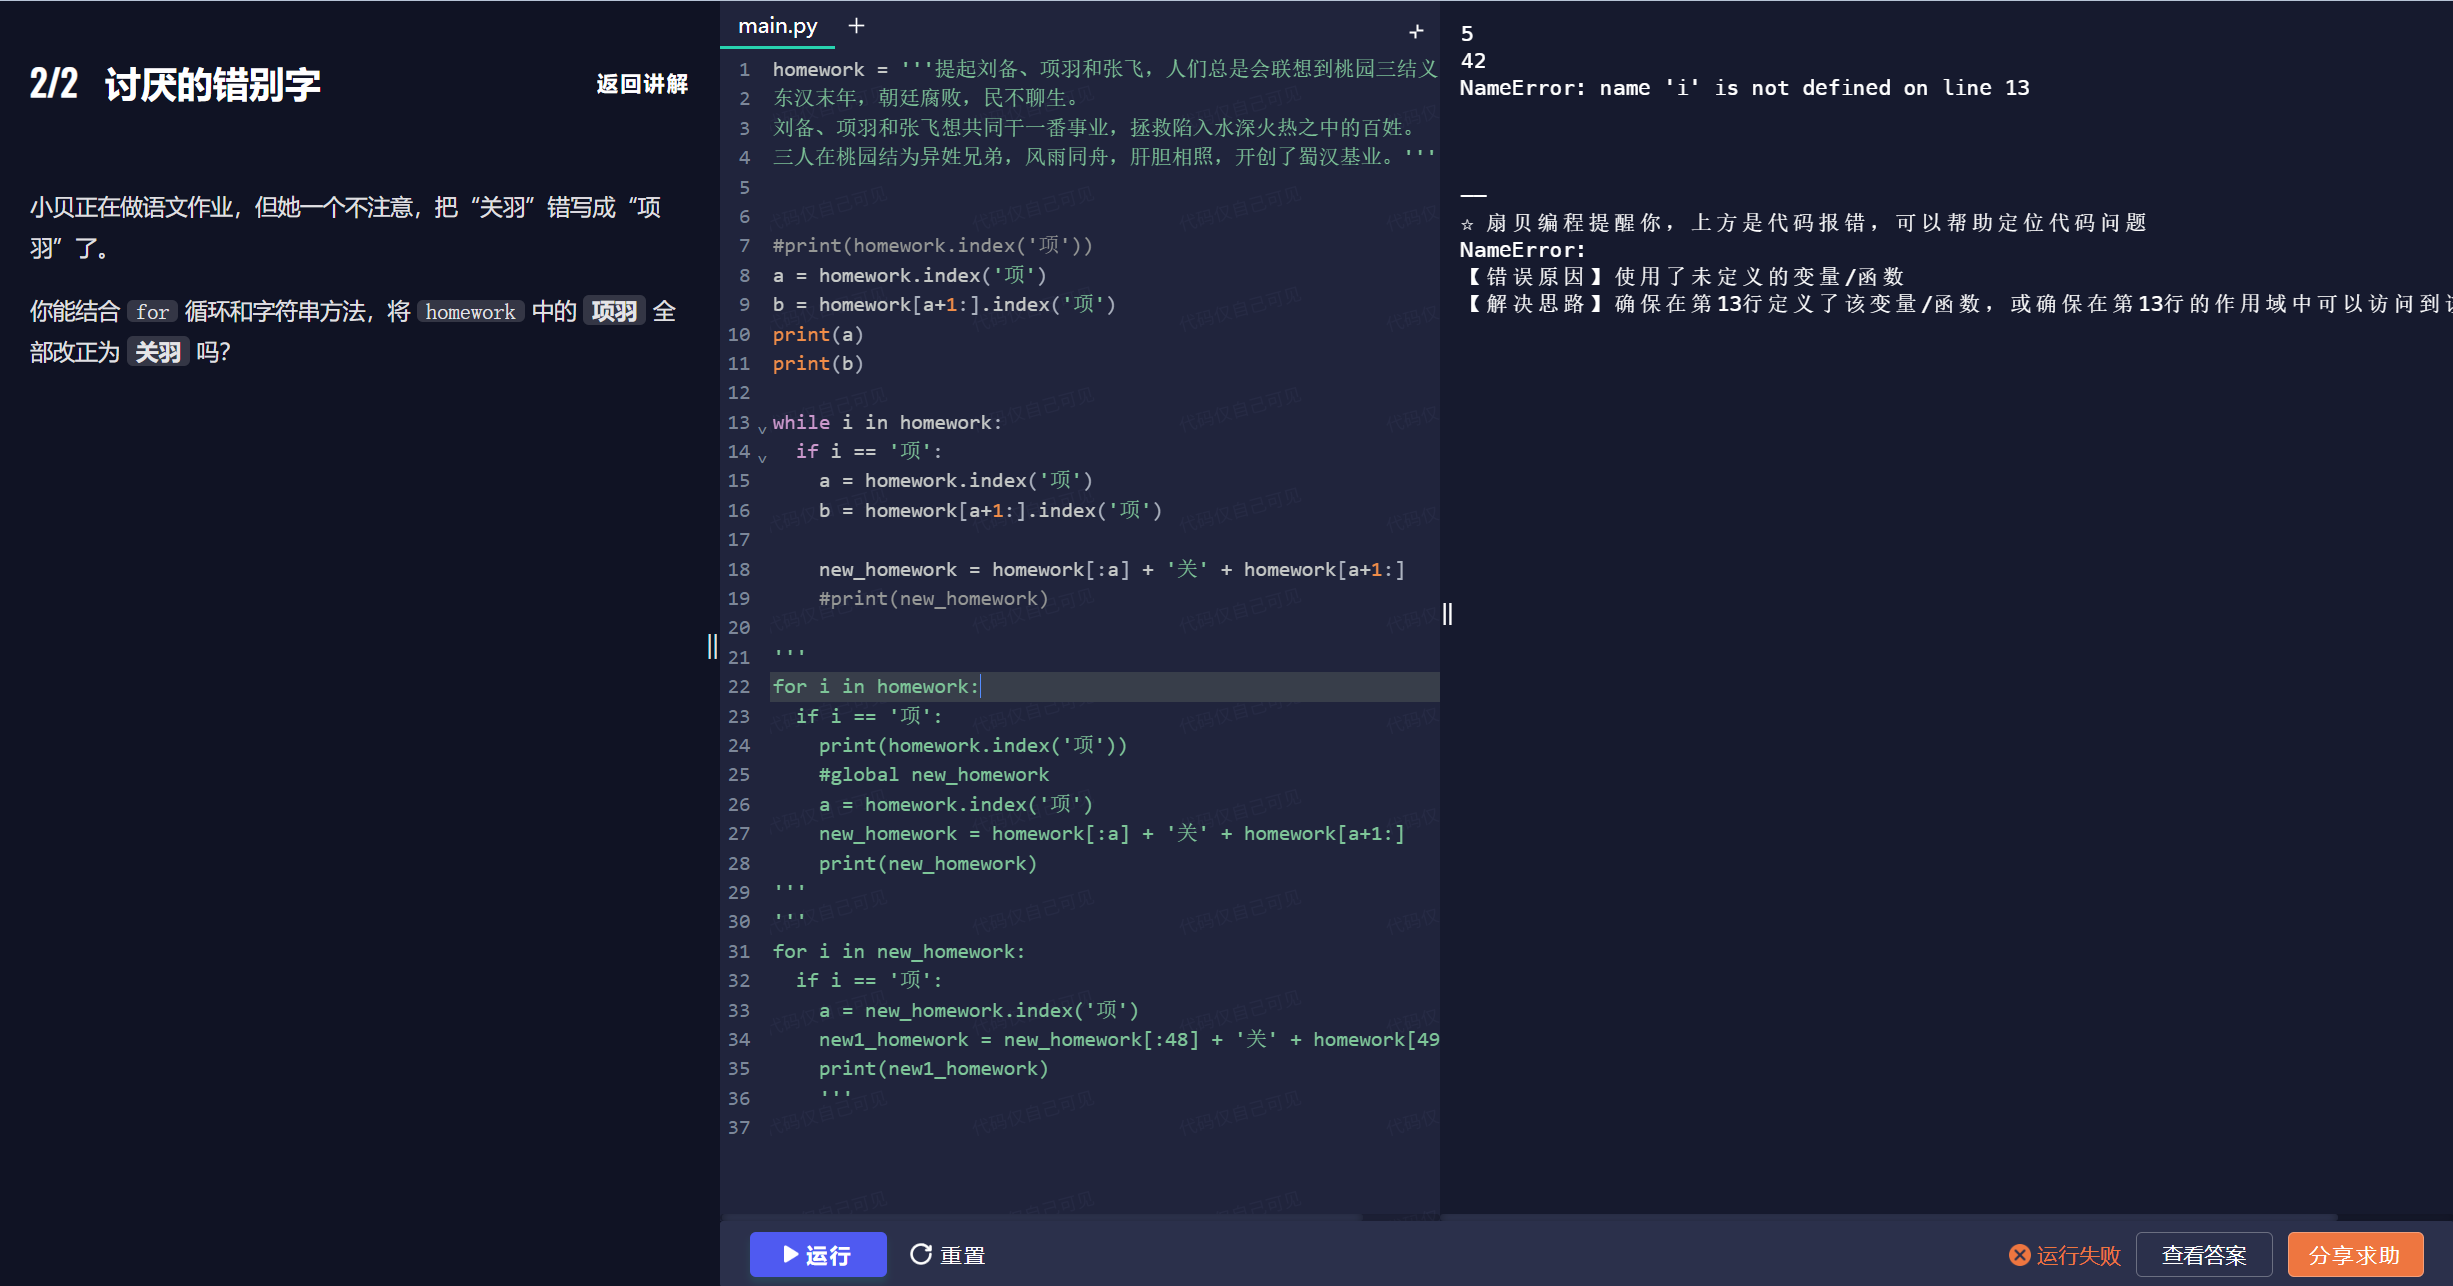 2/2 讨厌的错别字
返回讲解
小贝正在做语文作业，但她一个不注意，把“关羽”错写成“项
羽”了。
你能结合 for 循环和字符串方法，将 homework 中的 项羽 全
部改正为 关羽 吗？
main.py +
1 homework = '''提起刘备、项羽和张飞，人们总是会联想到桃园三结义
2 东汉末年，朝廷腐败，民不聊生。
3 刘备、项羽和张飞想共同干一番事业，拯救陷入水深火热之中的百姓。
4 三人在桃园结为异姓兄弟，风雨同舟，肝胆相照，开创了蜀汉基业。'''
5
6
7 #print(homework.index('项'))
8 a = homework.index('项')
9 b = homework[a+1:].index('项')
10 print(a)
11 print(b)
12
13 while i in homework:
14   if i == '项':
15     a = homework.index('项')
16     b = homework[a+1:].index('项')
17
18     new_homework = homework[:a] + '关' + homework[a+1:]
19     #print(new_homework)
20
21 '''
22 for i in homework:
23   if i == '项':
24     print(homework.index('项'))
25     #global new_homework
26     a = homework.index('项')
27     new_homework = homework[:a] + '关' + homework[a+1:]
28     print(new_homework)
29 '''
30 '''
31 for i in new_homework:
32   if i == '项':
33     a = new_homework.index('项')
34     new1_homework = new_homework[:48] + '关' + homework[49
35     print(new1_homework)
36     '''
37
运行
重置
5
42
NameError: name 'i' is not defined on line 13
——
☆ 扇贝编程提醒你，上方是代码报错，可以帮助定位代码问题
NameError:
【错误原因】使用了未定义的变量/函数
【解决思路】确保在第13行定义了该变量/函数，或确保在第13行的作用域中可以访问到
运行失败
查看答案
分享求助
代码仅自己可见